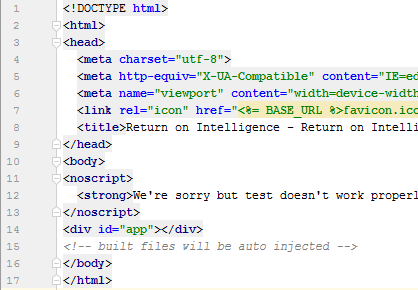 1 <!DOCTYPE html>
2 <html>
3 <head>
4 <meta charset="utf-8">
5 <meta http-equiv="X-UA-Compatible" content="IE=ed
6 <meta name="viewport" content="width=device-width
7 <link rel="icon" href="<%= BASE_URL %>favicon.ico
8 <title>Return on Intelligence - Return on Intelli
9 </head>
10 <body>
11 <noscript>
12 <strong>We're sorry but test doesn't work properl
13 </noscript>
14 <div id="app"></div>
15 <!-- built files will be auto injected -->
16 </body>
17 </html>